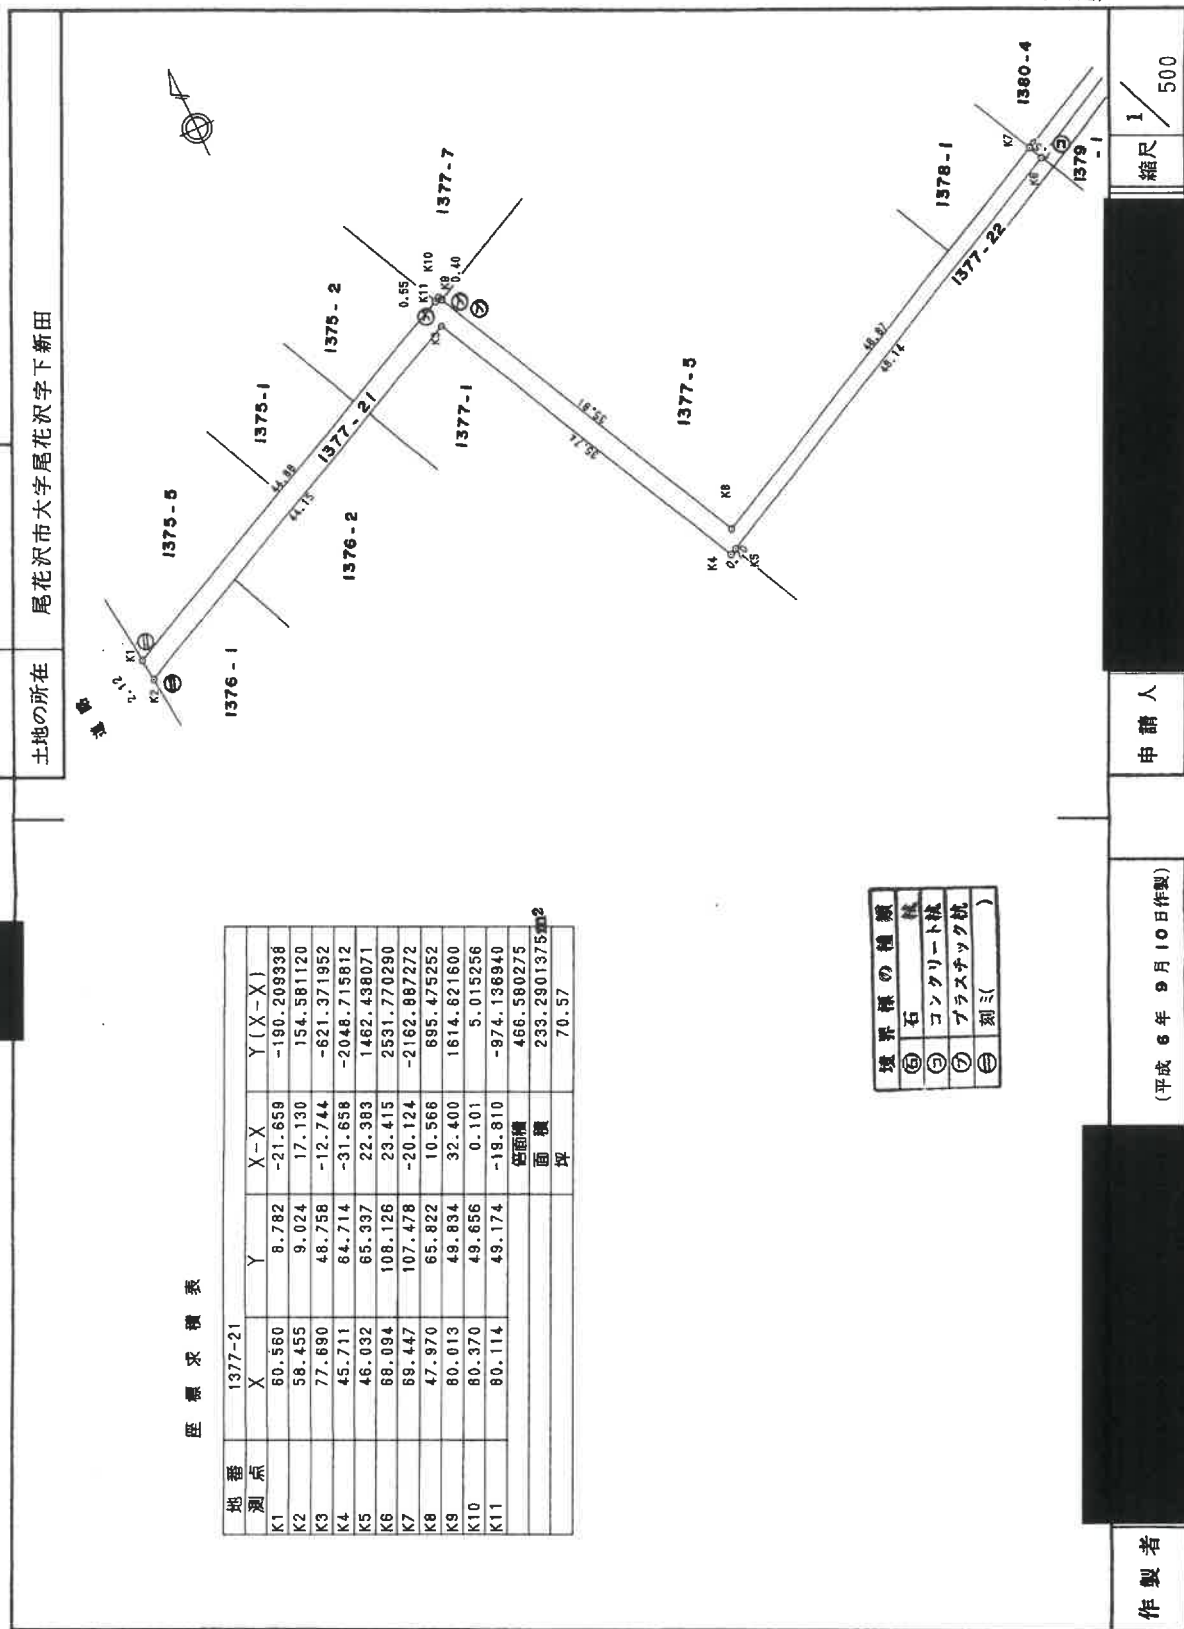 土地の所在 尾花沢市大字尾花沢字下新田
座標求積表
地番 1377-21
測点 X Y X-X Y(X-X)
K1 60.560 8.782 -21.659 -190.209338
K2 58.455 9.024 17.130 154.581120
K3 77.690 48.758 -12.744 -621.371952
K4 45.711 64.714 -31.658 -2048.715812
K5 46.032 65.337 22.383 1462.438071
K6 68.094 108.126 23.415 2531.770290
K7 69.447 107.478 -20.124 -2162.887272
K8 47.970 65.822 10.566 695.475252
K9 80.013 49.834 32.400 1614.621600
K10 80.370 49.656 0.101 5.015256
K11 80.114 49.174 -19.810 -974.136940
倍面積 466.580275
面積 233.2901375m2
坪 70.57
道路
2.12
K1
K2
1375-5
1375-1
1375-2
1376-1
1376-2
1377-21
44.88
44.15
1377-1
1377-7
0.55
K11
K10
K9
0.40
K3
35.81
35.74
1377-5
K4
K5
K8
48.87
48.14
1377-22
1378-1
K7
K6
1380-4
1379-1
境界標の種類
石 石杭
コ コンクリート杭
プ プラスチック杭
刻ミ( )
作製者
(平成 6年 9月10日作製)
申請人
縮尺 1/500